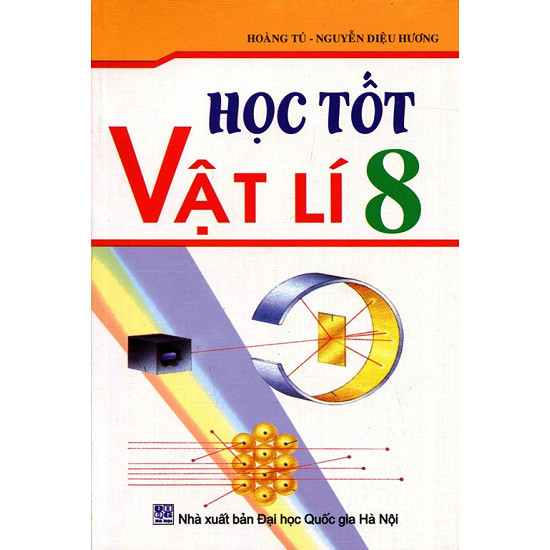 HOÀNG TÚ - NGUYỄN DIỆU HƯƠNG
HỌC TỐT
VẬT LÍ 8
Nhà xuất bản Đại học Quốc gia Hà Nội